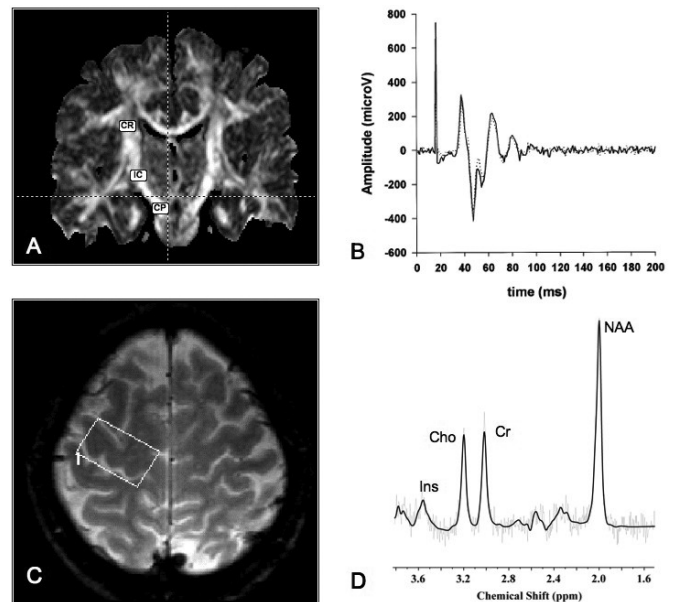 CR
IC
CP
A
800
600
400
200
0
-200
-400
-600
Amplitude (microV)
0 20 40 60 80 100 120 140 160 180 200
time (ms)
B
1
C
NAA
Cho
Cr
Ins
3.6 3.2 2.8 2.4 2.0 1.6
Chemical Shift (ppm)
D